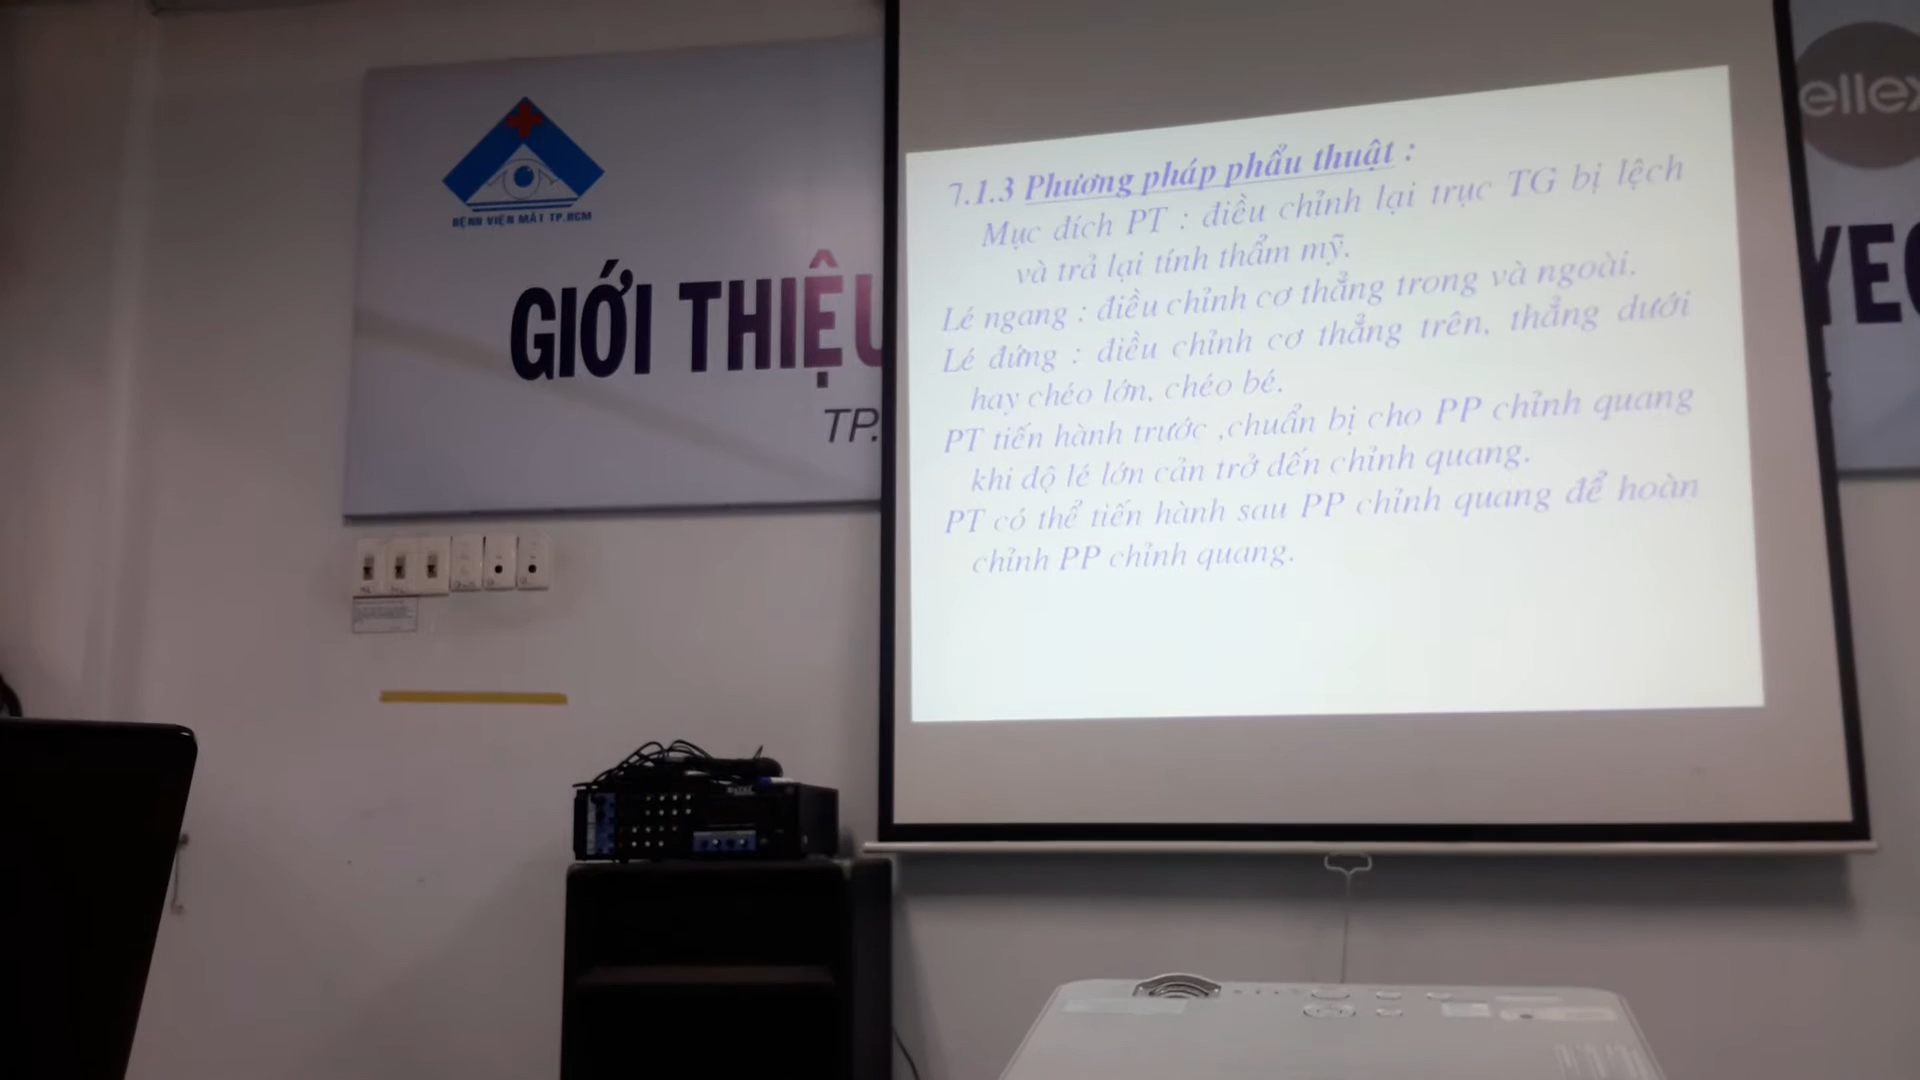 BỆNH VIỆN MẮT TP.HCM
GIỚI THIỆU
TP.
ellex
7.1.3 Phương pháp phẩu thuật :
Mục đích PT : điều chỉnh lại trục TG bị lệch
và trả lại tính thẩm mỹ.
Lé ngang : điều chỉnh cơ thẳng trong và ngoài.
Lé đứng : điều chỉnh cơ thẳng trên, thẳng dưới
hay chéo lớn, chéo bé.
PT tiến hành trước ,chuẩn bị cho PP chỉnh quang
khi độ lé lớn cản trở đến chỉnh quang.
PT có thể tiến hành sau PP chỉnh quang để hoàn
chỉnh PP chỉnh quang.